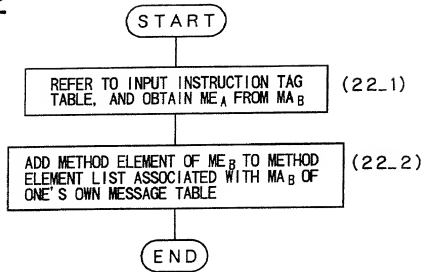 START
REFER TO INPUT INSTRUCTION TAG
TABLE, AND OBTAIN MEA FROM MAB
(22_1)
ADD METHOD ELEMENT OF MEB TO METHOD
ELEMENT LIST ASSOCIATED WITH MAB OF
ONE'S OWN MESSAGE TABLE
(22_2)
END